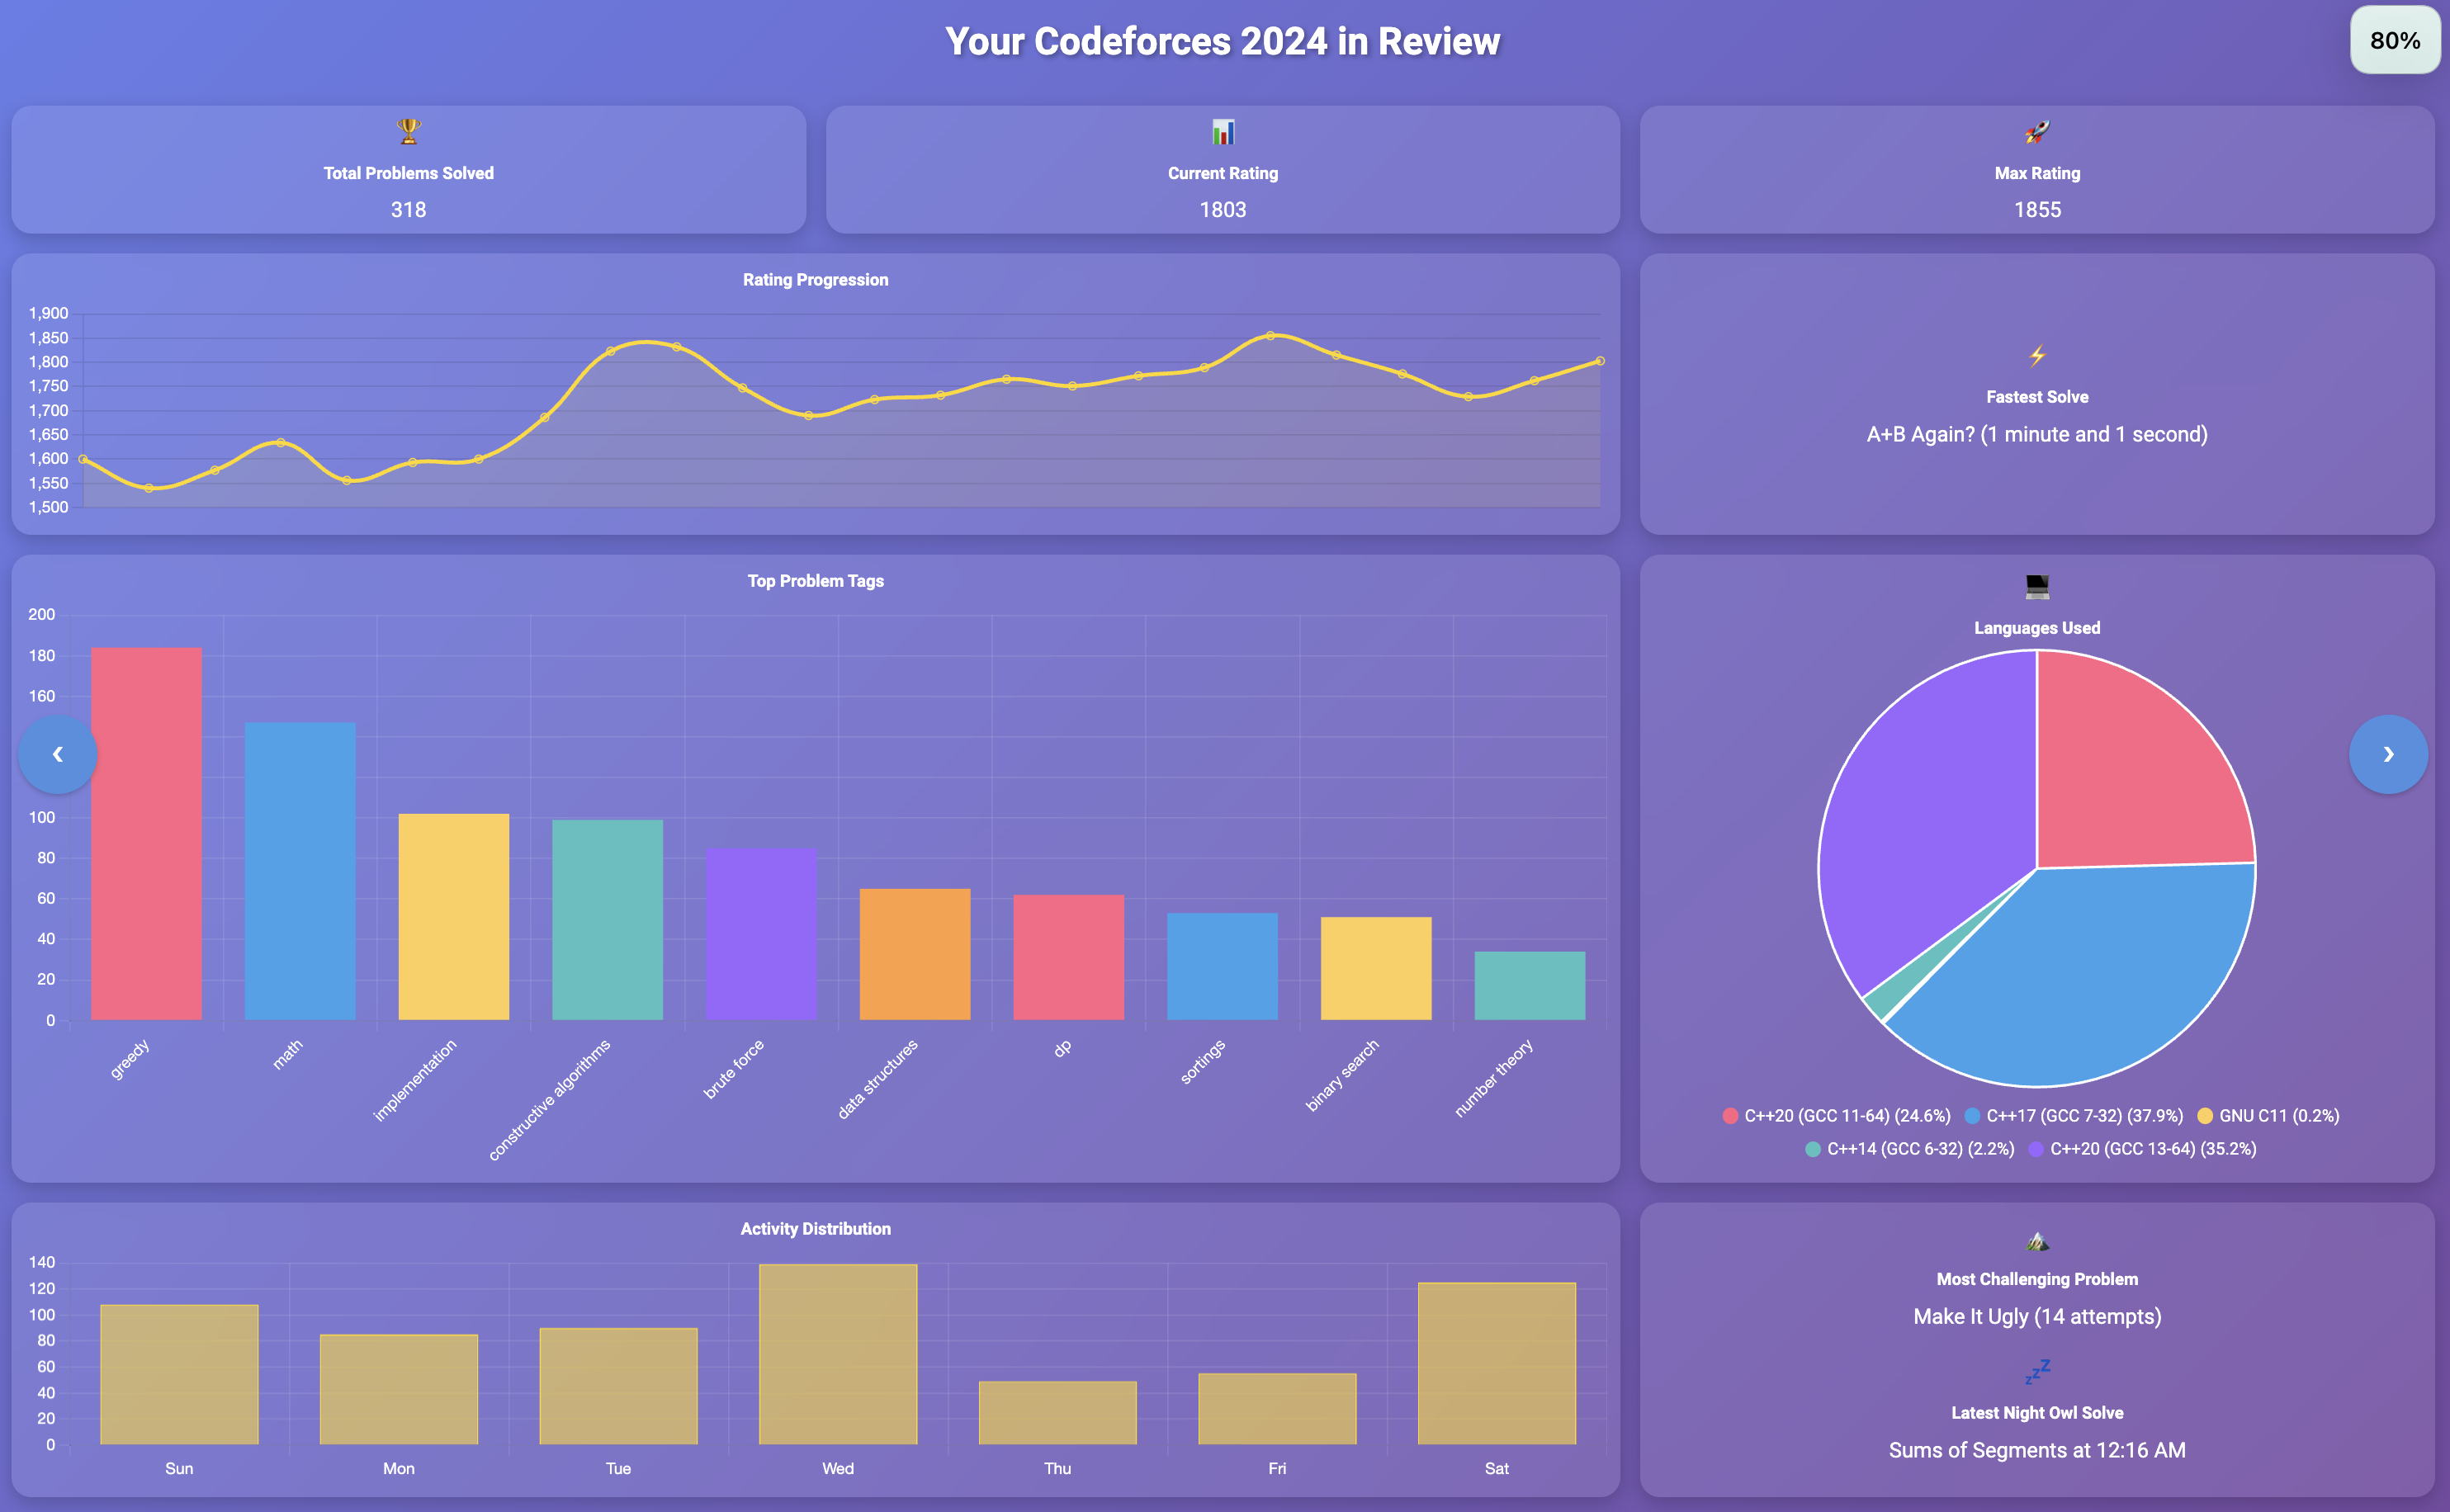 Your Codeforces 2024 in Review
80%
Total Problems Solved
318
Current Rating
1803
Max Rating
1855
Rating Progression
1,900
1,850
1,800
1,750
1,700
1,650
1,600
1,550
1,500
Fastest Solve
A+B Again? (1 minute and 1 second)
Top Problem Tags
200
180
160
100
80
60
40
20
0
greedy
math
implementation
constructive algorithms
brute force
data structures
dp
sortings
binary search
number theory
‹
Languages Used
›
C++20 (GCC 11-64) (24.6%) C++17 (GCC 7-32) (37.9%) GNU C11 (0.2%)
C++14 (GCC 6-32) (2.2%) C++20 (GCC 13-64) (35.2%)
Activity Distribution
140
120
100
80
60
40
20
0
Sun Mon Tue Wed Thu Fri Sat
Most Challenging Problem
Make It Ugly (14 attempts)
zzZ
Latest Night Owl Solve
Sums of Segments at 12:16 AM